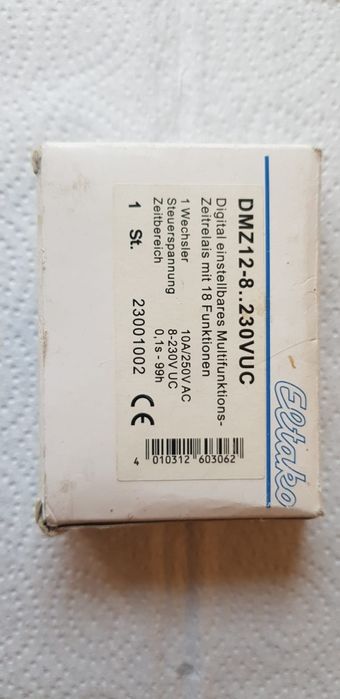 Eltako
DMZ12-8..230VUC
Digital einstellbares Multifunktions-
Zeitrelais mit 18 Funktionen
1 Wechsler 10A/250V AC
Steuerspannung 8-230V UC
Zeitbereich 0,1s - 99h
1 St. 23001002 CE
4 010312 603062